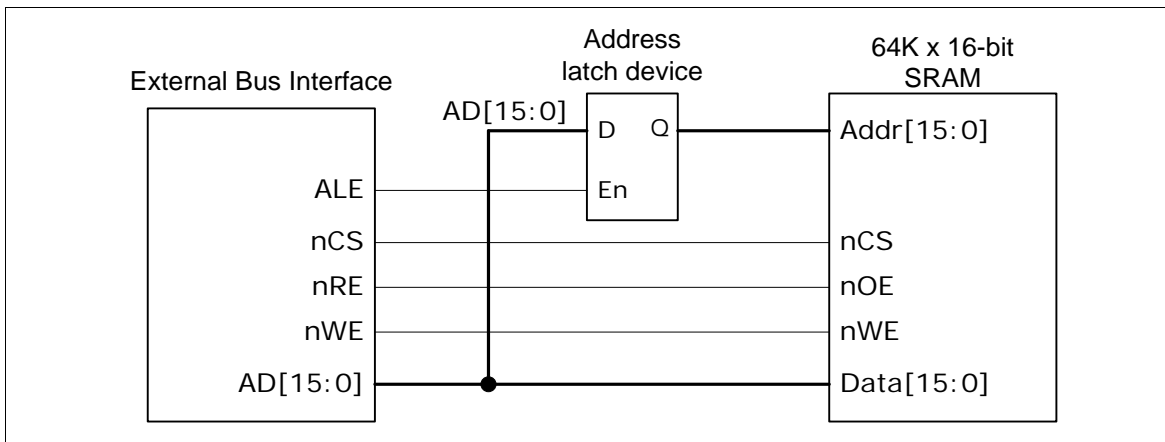 External Bus Interface
Address
latch device
64K x 16-bit
SRAM
AD[15:0]
D
Q
Addr[15:0]
ALE
En
nCS
nCS
nRE
nOE
nWE
nWE
AD[15:0]
Data[15:0]